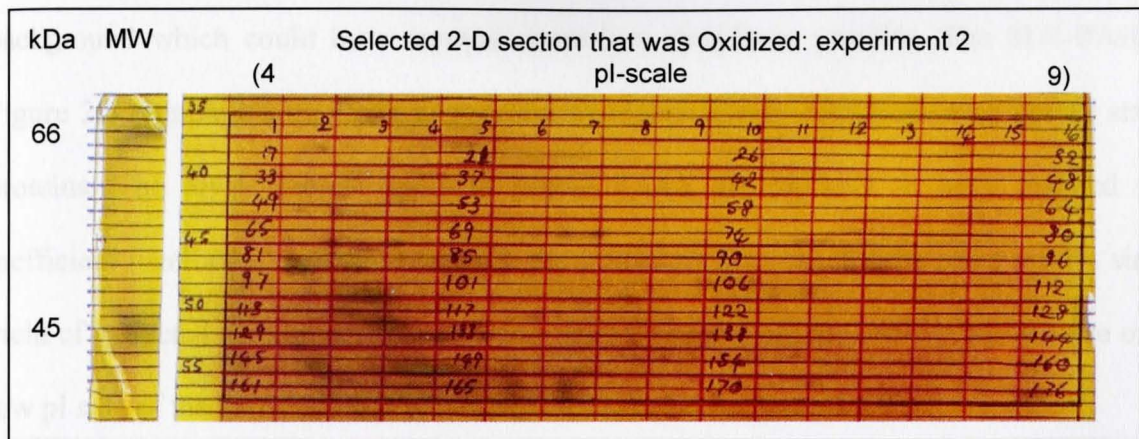 kDa MW Selected 2-D section that was Oxidized: experiment 2
(4 pI-scale 9)
35
66
1 2 3 4 5 6 7 8 9 10 11 12 13 14 15 16
17 21 26 32
40 33 37 42 48
49 53 58 64
65 69 74 80
45
81 85 90 96
97 101 106 112
50
113 117 122 128
45
129 133 138 144
145 149 154 160
55
161 165 170 176